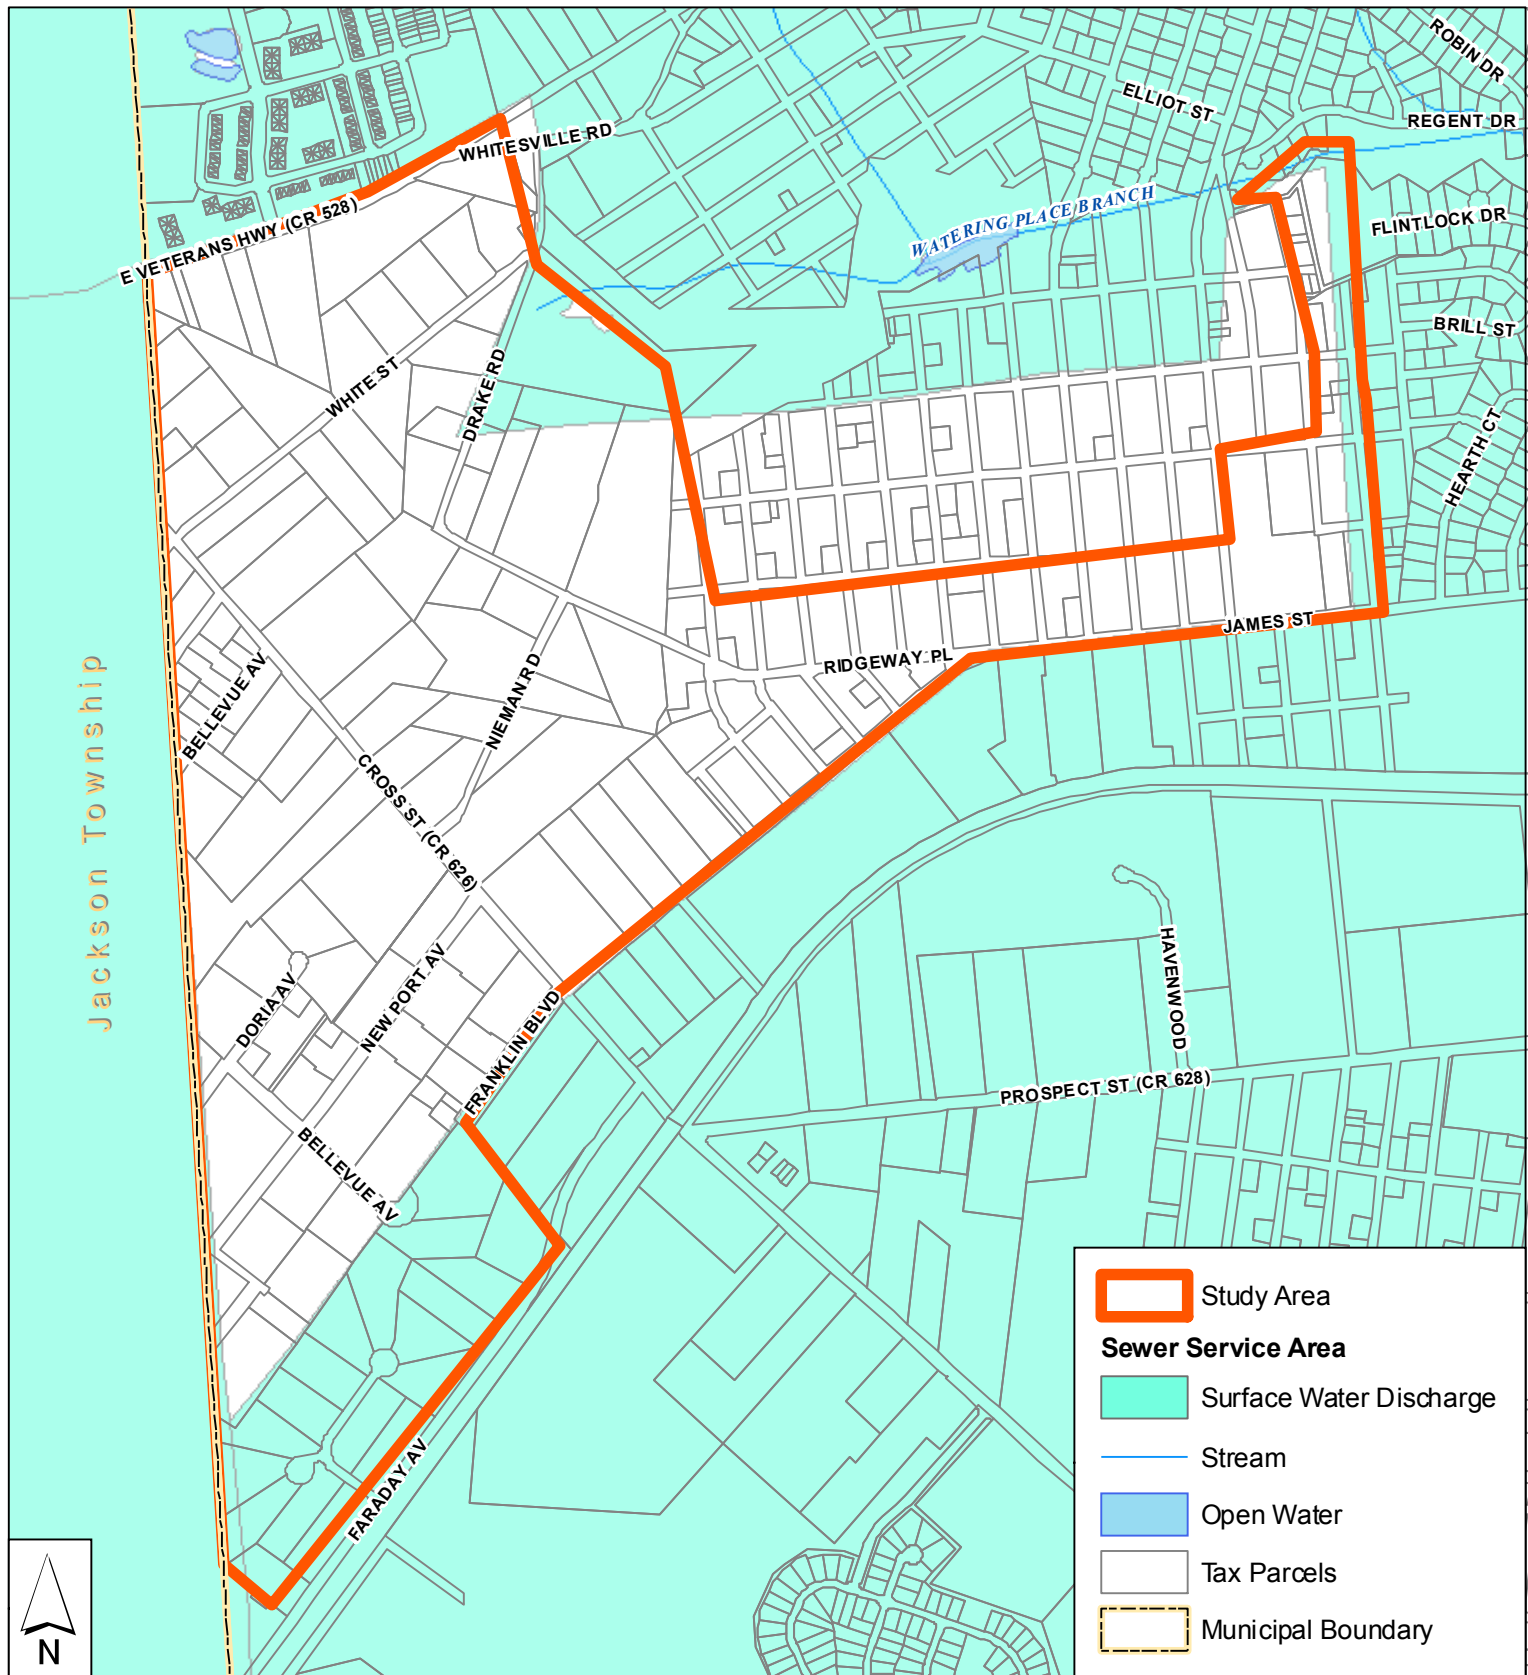 ROBIN DR
ELLIOT ST
REGENT DR
WHITESVILLE RD
WATERING PLACE BRANCH
FLINTLOCK DR
E VETERANS HWY (CR 528)
BRILL ST
WHITE ST
DRAKE RD
HEARTH CT
JAMES ST
RIDGEWAY PL
Jackson Township
BELLEVUE AV
NIEMAN RD
CROSS ST (CR 626)
HAVENWOOD
DORIA AV
NEW PORT AV
FRANKLIN BLVD
PROSPECT ST (CR 628)
BELLEVUE AV
FARADAY AV
Study Area
Sewer Service Area
Surface Water Discharge
Stream
Open Water
Tax Parcels
Municipal Boundary
N